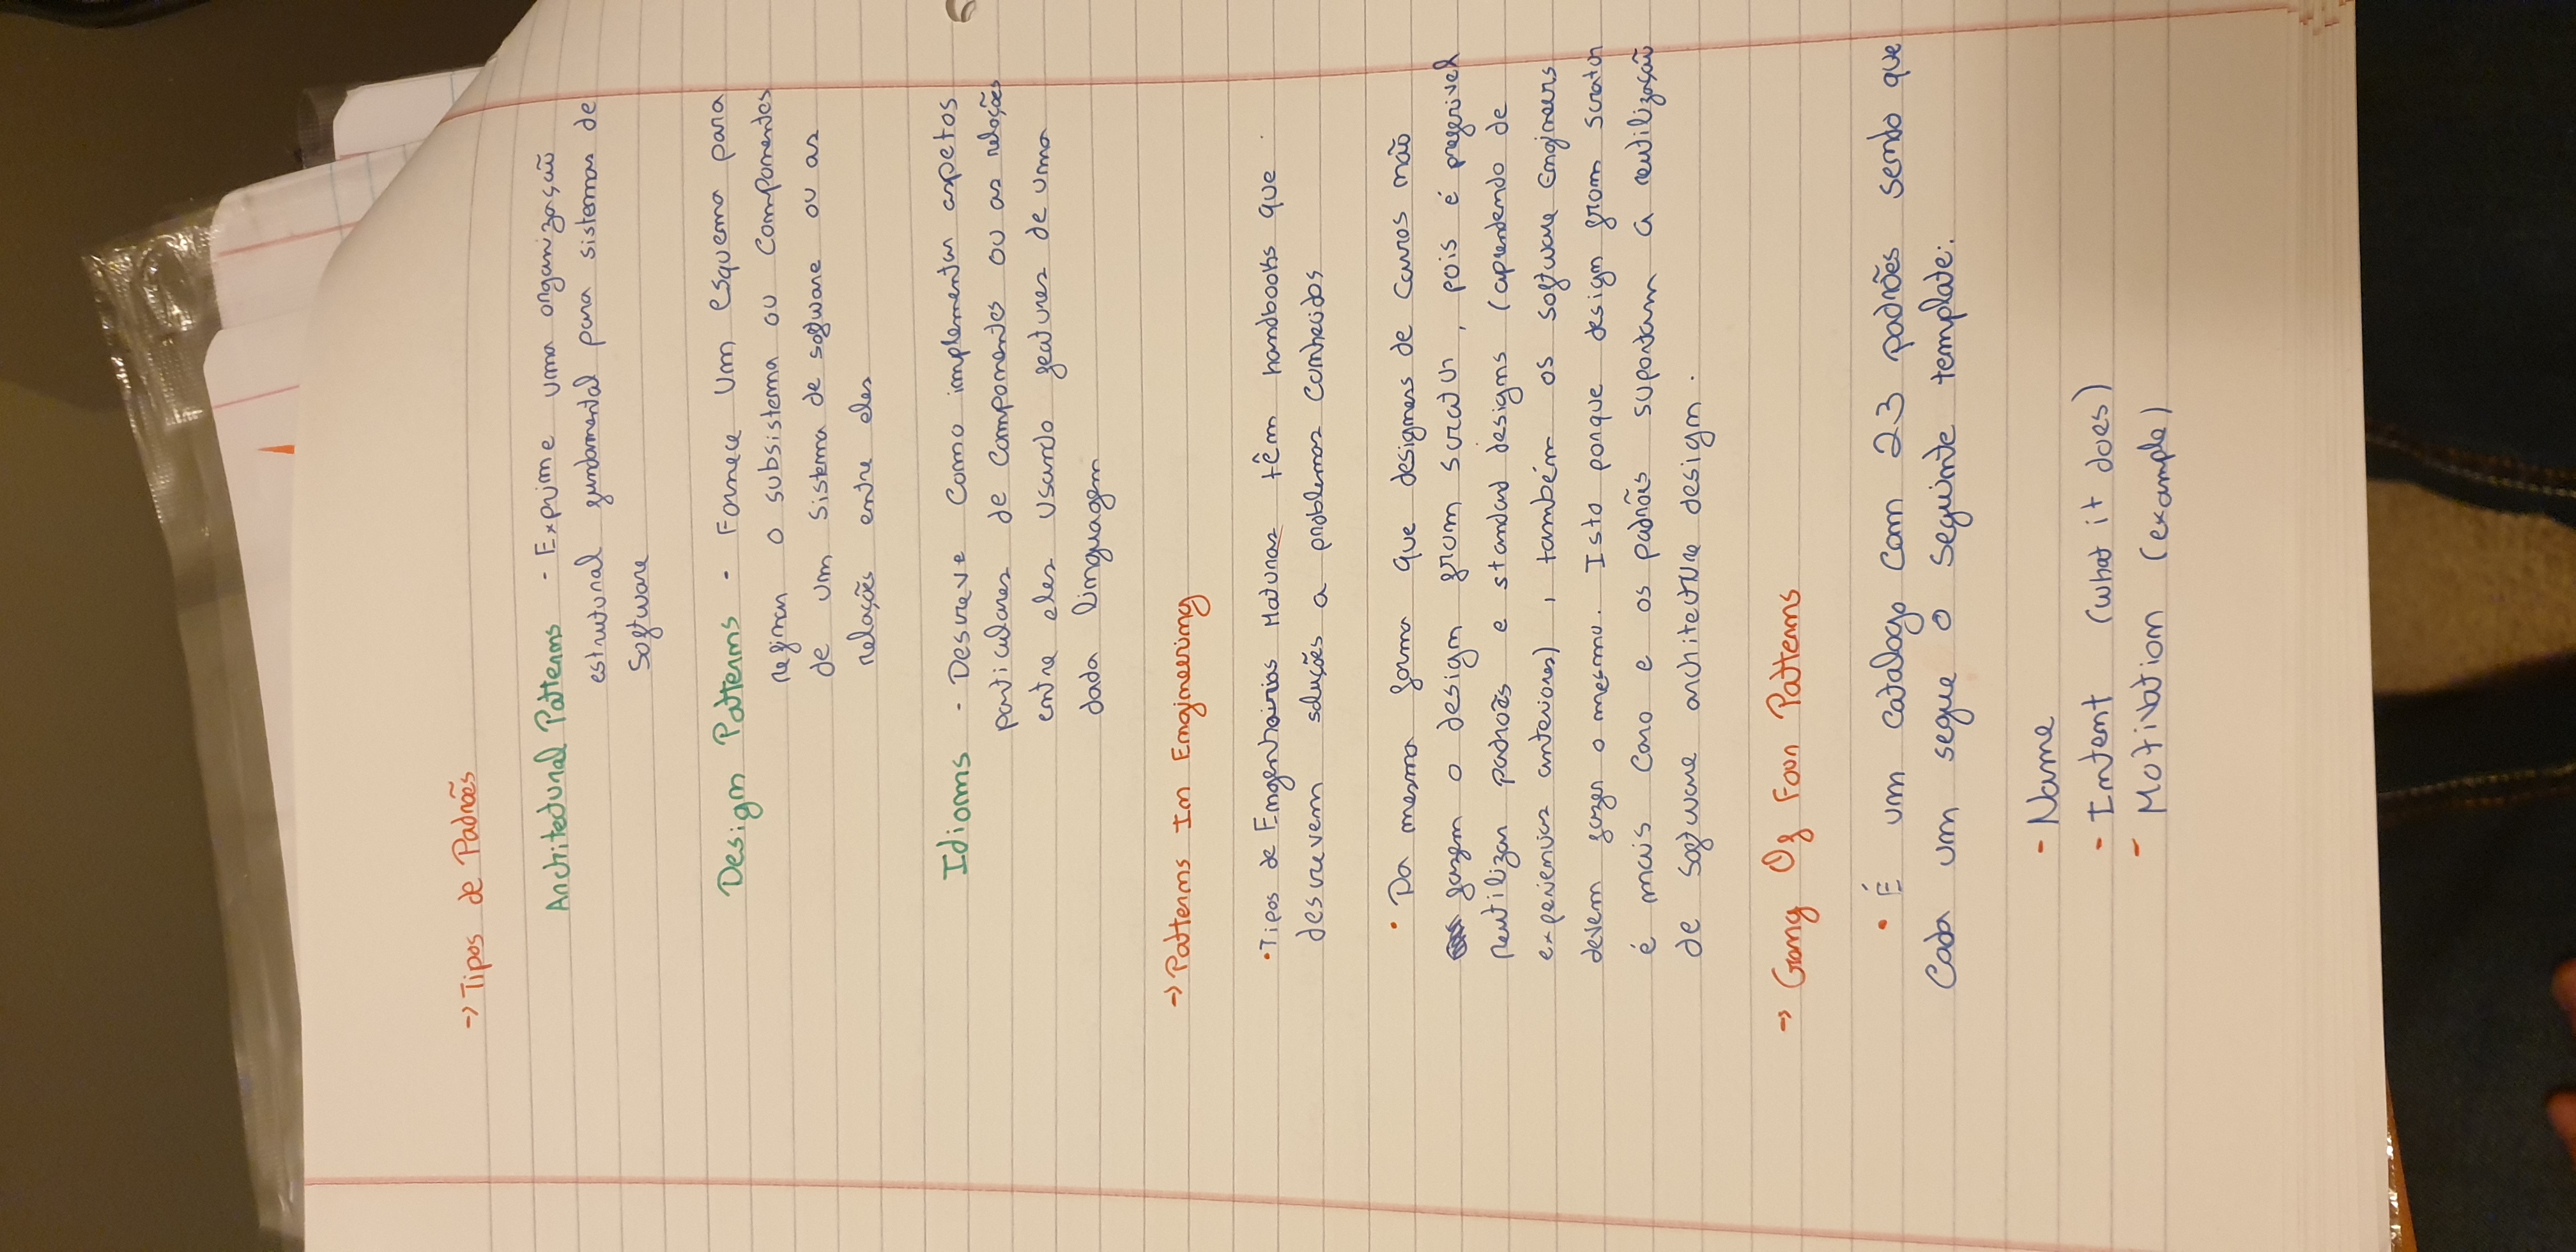 → Tipos de Padrões
Architectural Patterns - Exprime uma organização
estrutural fundamental para sistemas de
Software
Design Patterns - Fornece Um esquema para
refinar o subsistema ou Componentes
de um Sistema de software ou as
relações entre eles
Idioms - Descreve Como implementar aspetos
particulares de Componentes ou as relações
entre eles Usando features de uma
dada linguagem
→ Patterns In Engineering
• Tipos de Engenhairias Maturas têm handbooks que
descrevem soluções a problemas Conhecidos
• Da mesma forma que designers de carros não
fazem o design from scratch, pois é preferivel
Reutilizar padrões e standard designs (aprendendo de
experiencias anteriores), também os Software Engineers
devem fazer o mesmo. Isto porque design from scratch
é mais Caro e os padrões suportam a reutilização
de Software architecture design.
→ Gang Of Four Patterns
• É um catalogo com 23 padrões sendo que
Cada um segue o seguinte template:
- Name
- Intent (what it does)
- Motivation (example)